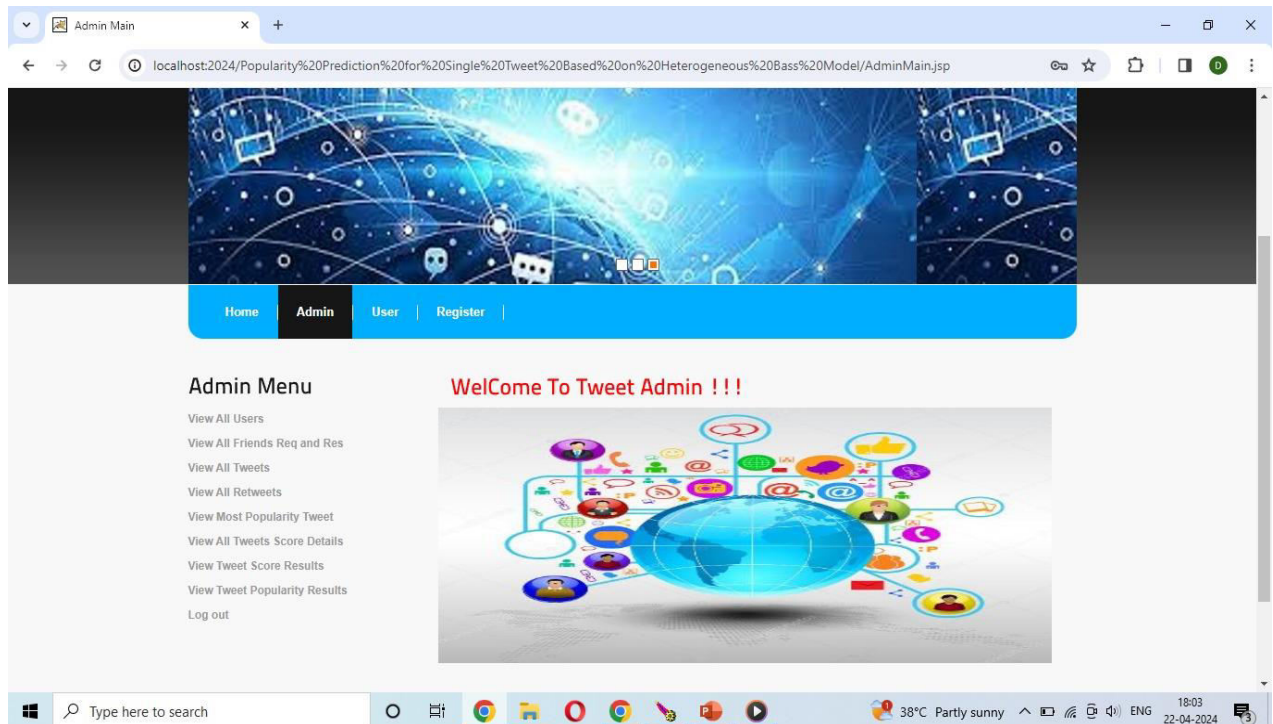 Admin Main
localhost:2024/Popularity%20Prediction%20for%20Single%20Tweet%20Based%20on%20Heterogeneous%20Bass%20Model/AdminMain.jsp
D
Home Admin User Register
Admin Menu
View All Users
View All Friends Req and Res
View All Tweets
View All Retweets
View Most Popularity Tweet
View All Tweets Score Details
View Tweet Score Results
View Tweet Popularity Results
Log out
WelCome To Tweet Admin !!!
Type here to search
38°C Partly sunny
ENG
18:03
22-04-2024
3